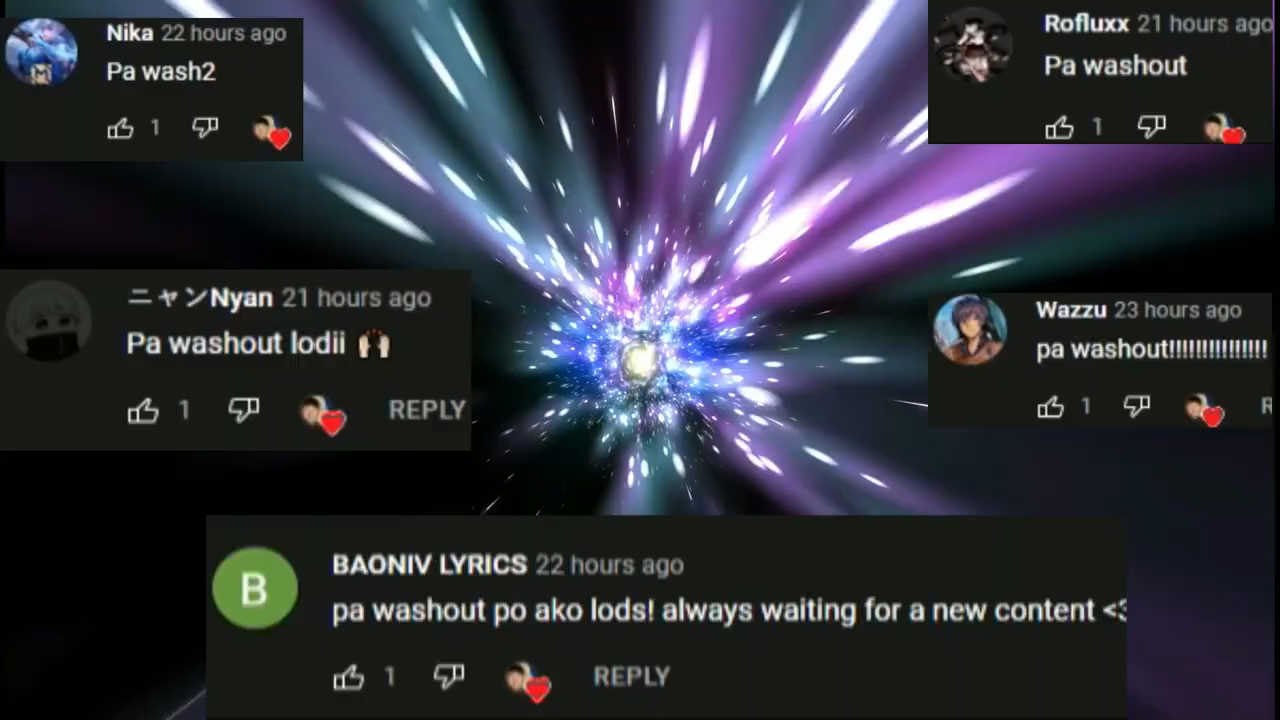 Nika 22 hours ago
Pa wash2
1
Rofluxx 21 hours ago
Pa washout
1
ニャンNyan 21 hours ago
Pa washout lodii 🙌
1 REPLY
Wazzu 23 hours ago
pa washout!!!!!!!!!!!!!!!
1 R
B
BAONIV LYRICS 22 hours ago
pa washout po ako lods! always waiting for a new content <3
1 REPLY